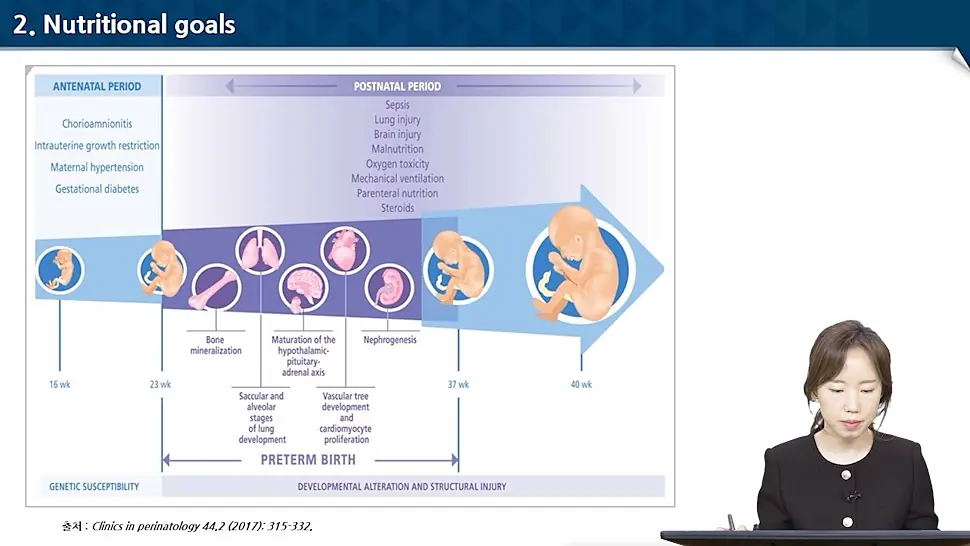 2. Nutritional goals
ANTENATAL PERIOD
POSTNATAL PERIOD
Chorioamnionitis
Intrauterine growth restriction
Maternal hypertension
Gestational diabetes
Sepsis
Lung injury
Brain injury
Malnutrition
Oxygen toxicity
Mechanical ventilation
Parenteral nutrition
Steroids
Bone
mineralization
Maturation of the
hypothalamic-
pituitary-
adrenal axis
Nephrogenesis
16 wk
23 wk
37 wk
40 wk
Saccular and
alveolar
stages
of lung
development
Vascular tree
development
and
cardiomyocyte
proliferation
PRETERM BIRTH
GENETIC SUSCEPTIBILITY
DEVELOPMENTAL ALTERATION AND STRUCTURAL INJURY
출처 : Clinics in perinatology 44.2 (2017): 315-332.